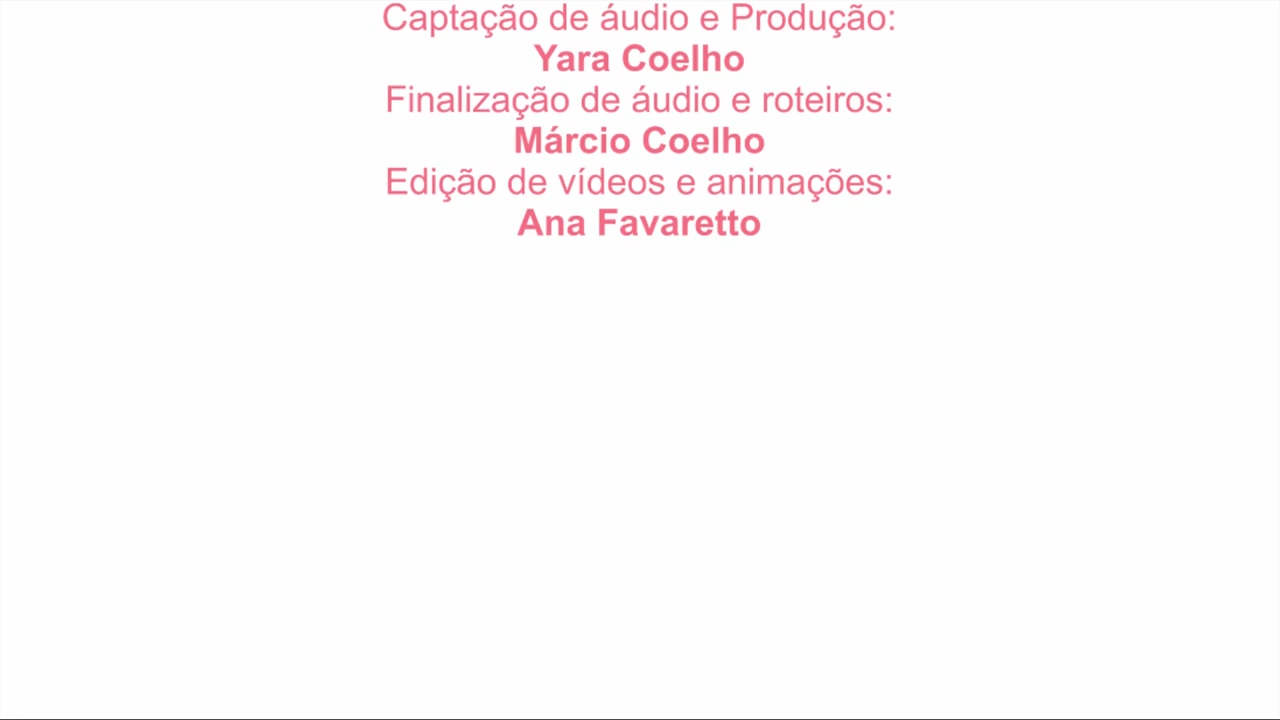 Captação de áudio e Produção:
Yara Coelho
Finalização de áudio e roteiros:
Márcio Coelho
Edição de vídeos e animações:
Ana Favaretto